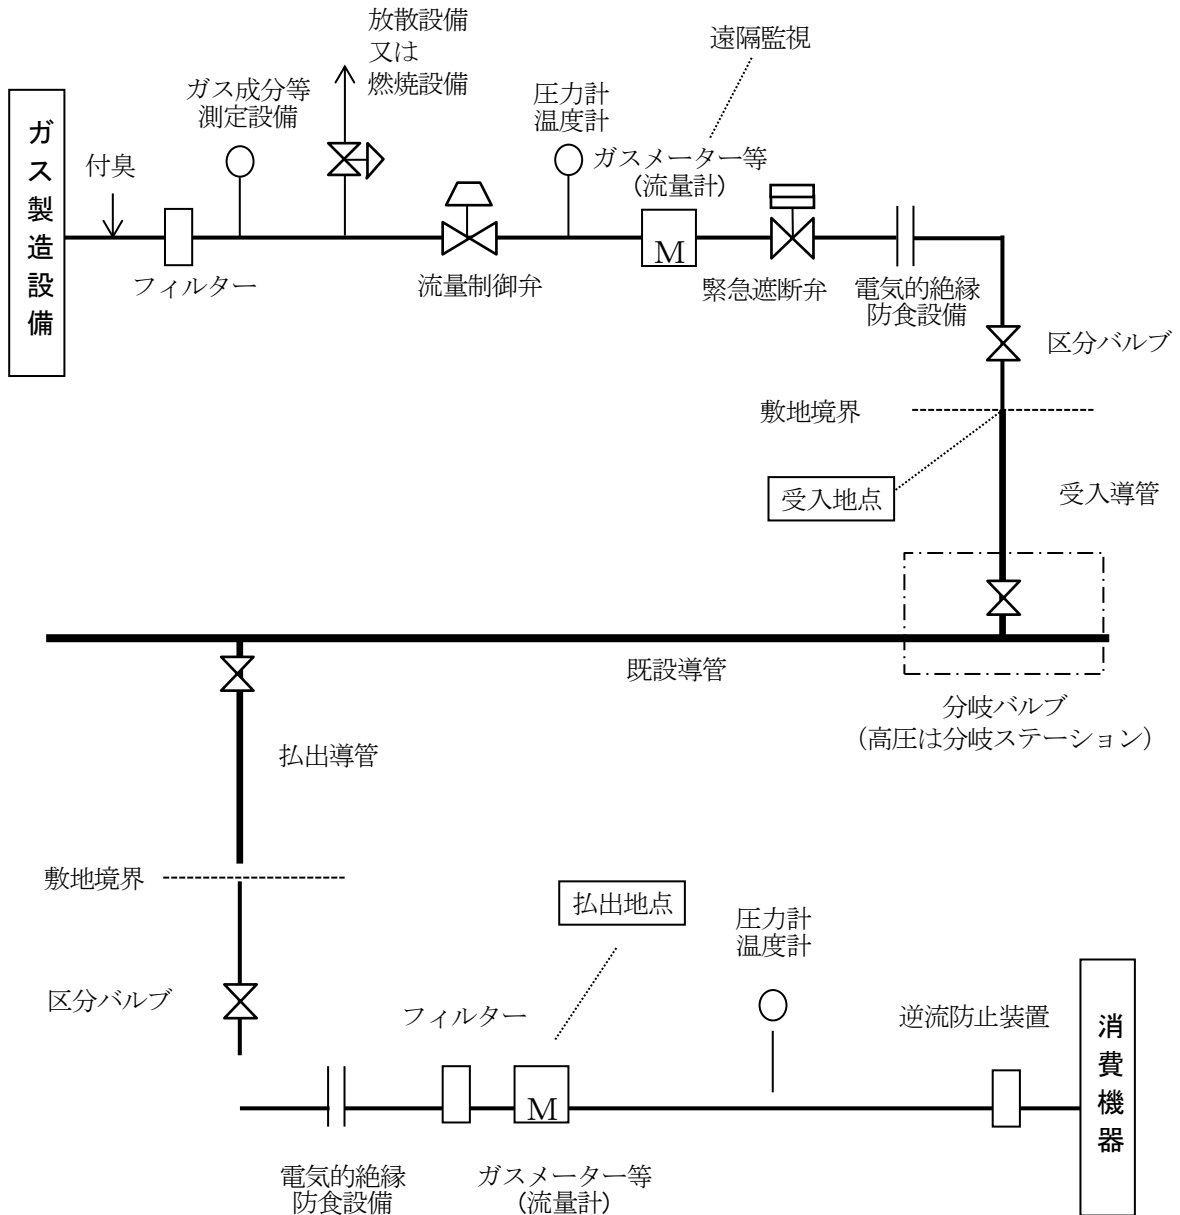 放散設備
又は
燃焼設備
遠隔監視
ガス成分等
測定設備
圧力計
温度計
ガス製造設備
付臭
ガスメーター等
(流量計)
M
フィルター
流量制御弁
緊急遮断弁
電気的絶縁
防食設備
区分バルブ
敷地境界
受入地点
受入導管
既設導管
分岐バルブ
（高圧は分岐ステーション）
払出導管
敷地境界
払出地点
圧力計
温度計
区分バルブ
フィルター
逆流防止装置
消費機器
M
電気的絶縁
防食設備
ガスメーター等
(流量計)